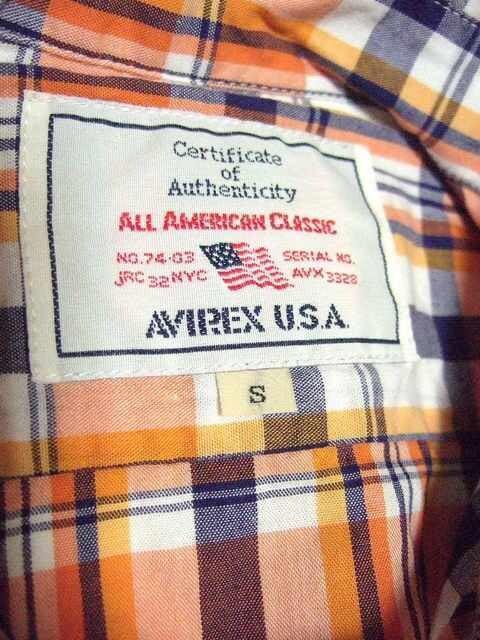 Certificate
of
Authenticity
ALL AMERICAN CLASSIC
NO.74-03 SERIAL NO.
JRC 32 NYC AVX 3328
AVIREX U.S.A.
S